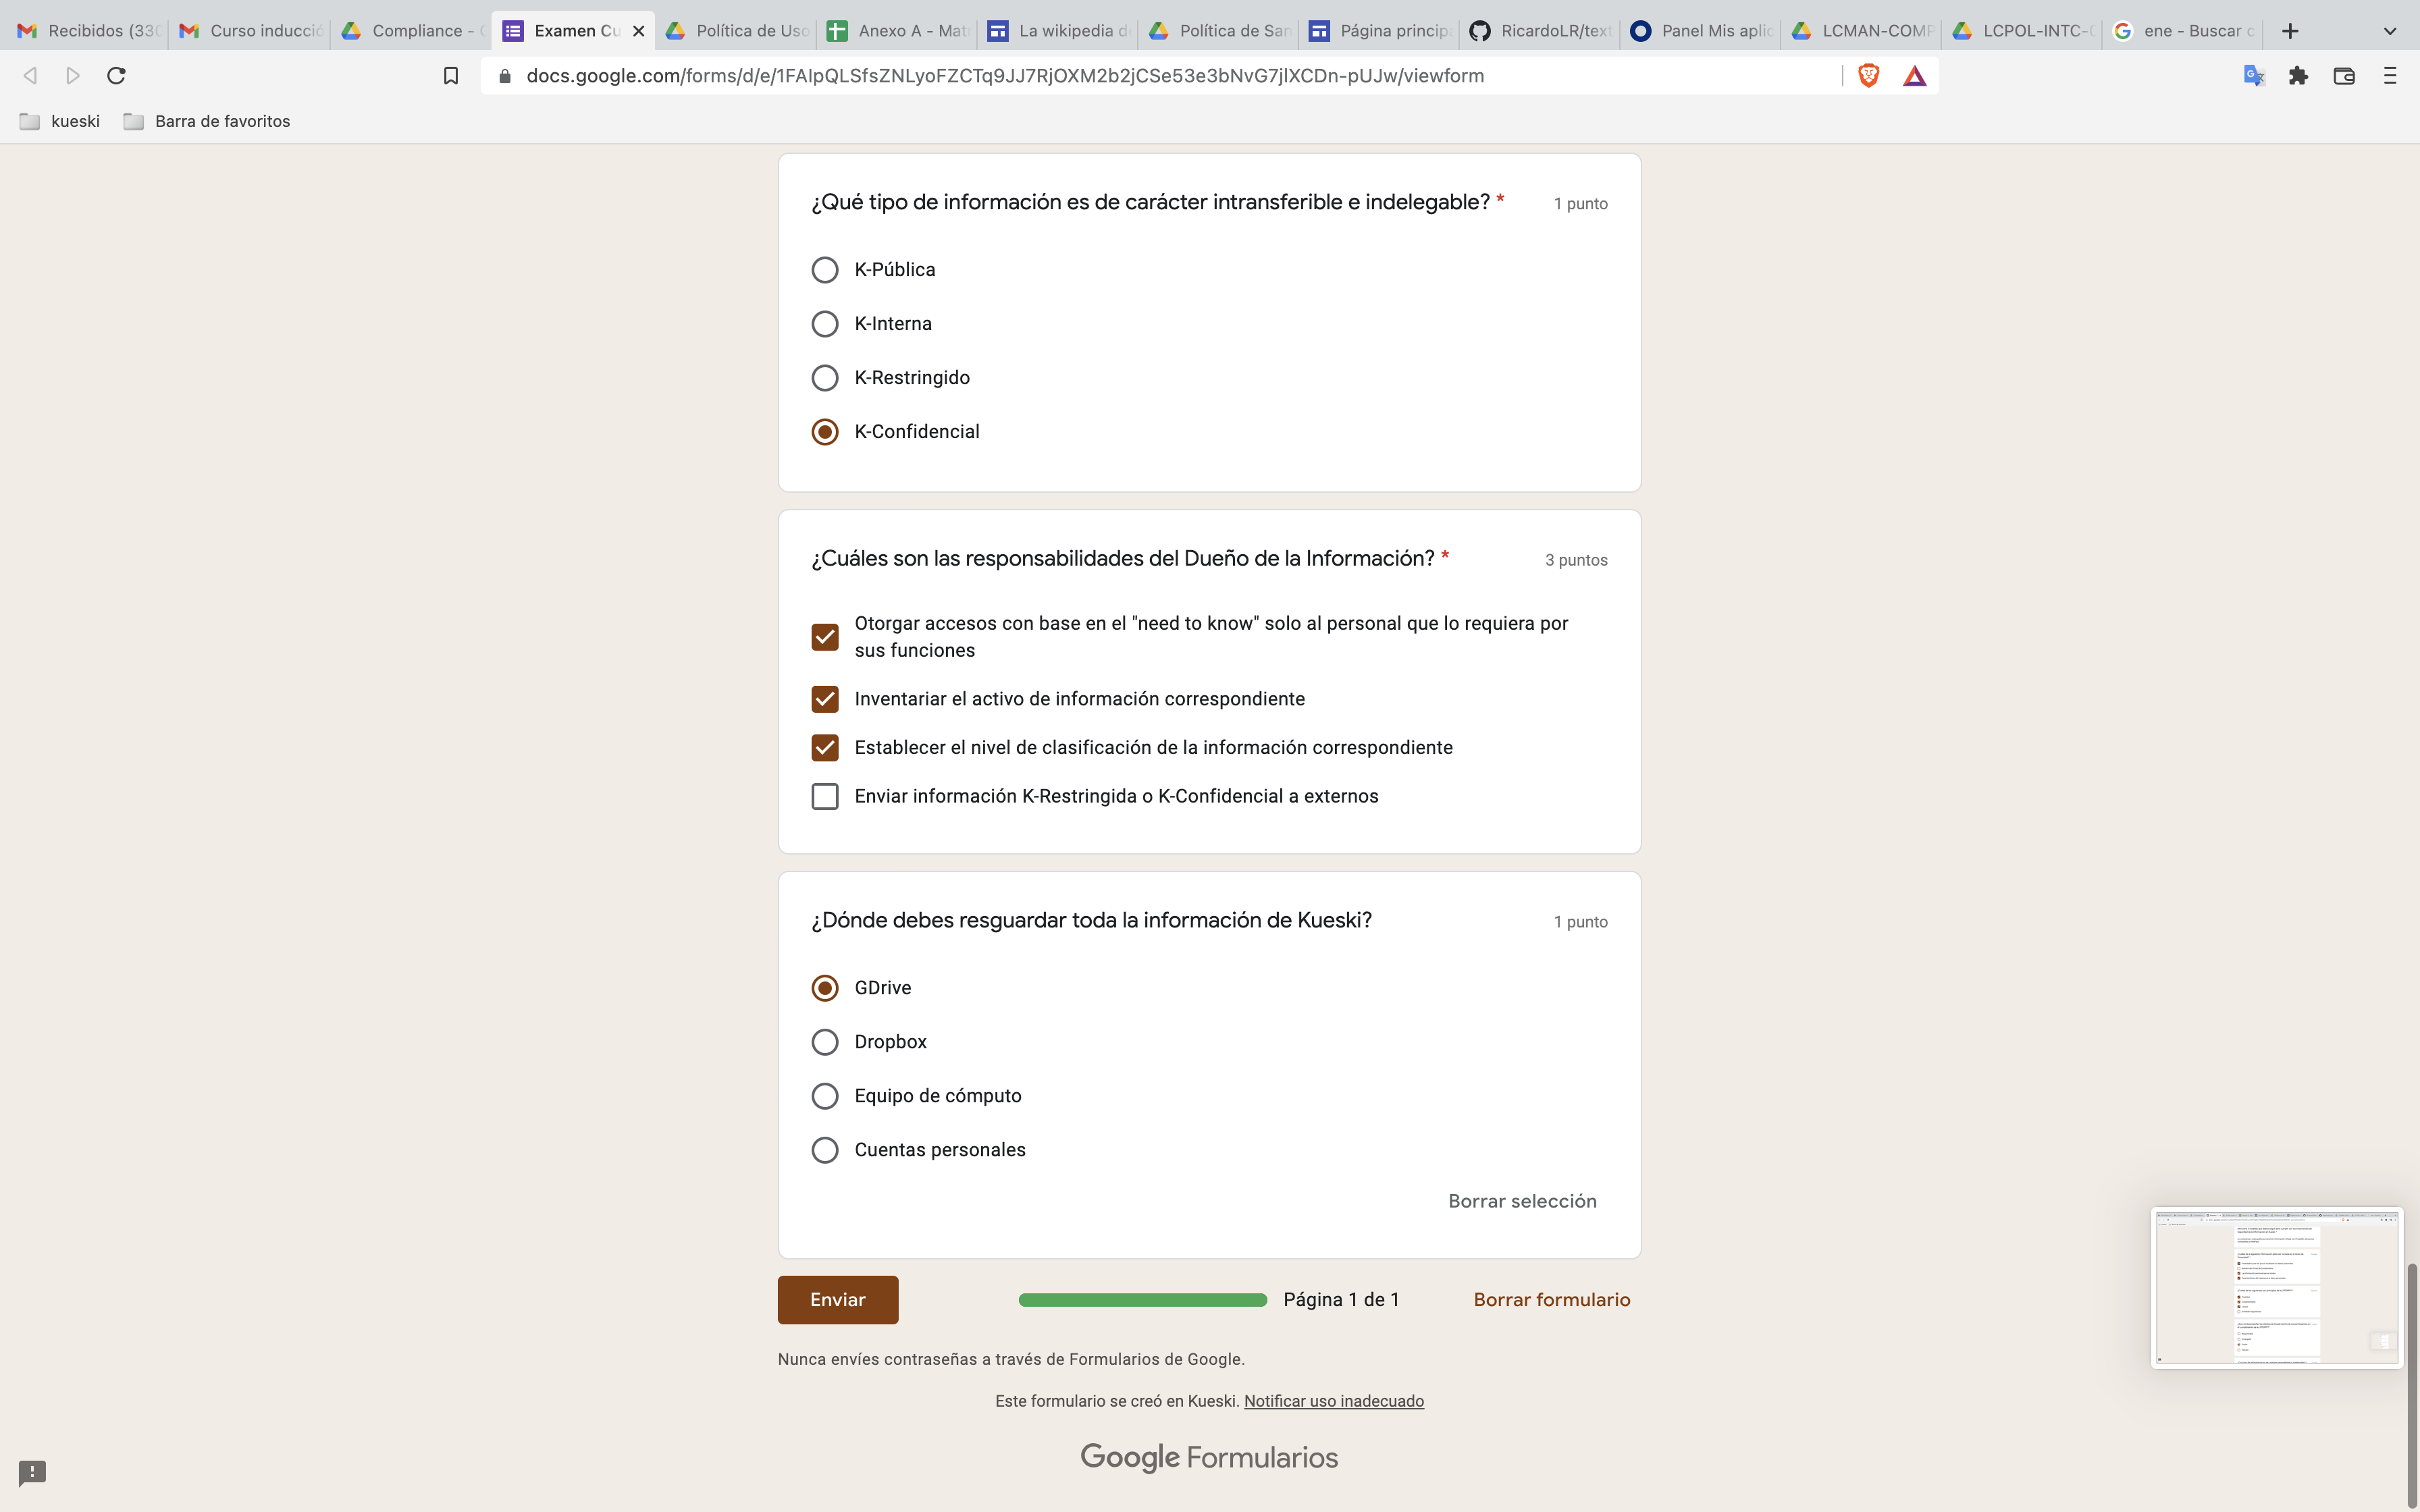 Recibidos (330
Curso inducció
Compliance - C
Examen Cu
Política de Uso
Anexo A - Mat
La wikipedia d
Política de San
Página principa
RicardoLR/text
Panel Mis aplic
LCMAN-COMP
LCPOL-INTC-C
ene - Buscar c
docs.google.com/forms/d/e/1FAIpQLSfsZNLyoFZCTq9JJ7RjOXM2b2jCSe53e3bNvG7jlXCDn-pUJw/viewform
kueski
Barra de favoritos
¿Qué tipo de información es de carácter intransferible e indelegable? *
1 punto
K-Pública
K-Interna
K-Restringido
K-Confidencial
¿Cuáles son las responsabilidades del Dueño de la Información? *
3 puntos
Otorgar accesos con base en el "need to know" solo al personal que lo requiera por
sus funciones
Inventariar el activo de información correspondiente
Establecer el nivel de clasificación de la información correspondiente
Enviar información K-Restringida o K-Confidencial a externos
¿Dónde debes resguardar toda la información de Kueski?
1 punto
GDrive
Dropbox
Equipo de cómputo
Cuentas personales
Borrar selección
Enviar
Página 1 de 1
Borrar formulario
Nunca envíes contraseñas a través de Formularios de Google.
Este formulario se creó en Kueski. Notificar uso inadecuado
Google Formularios